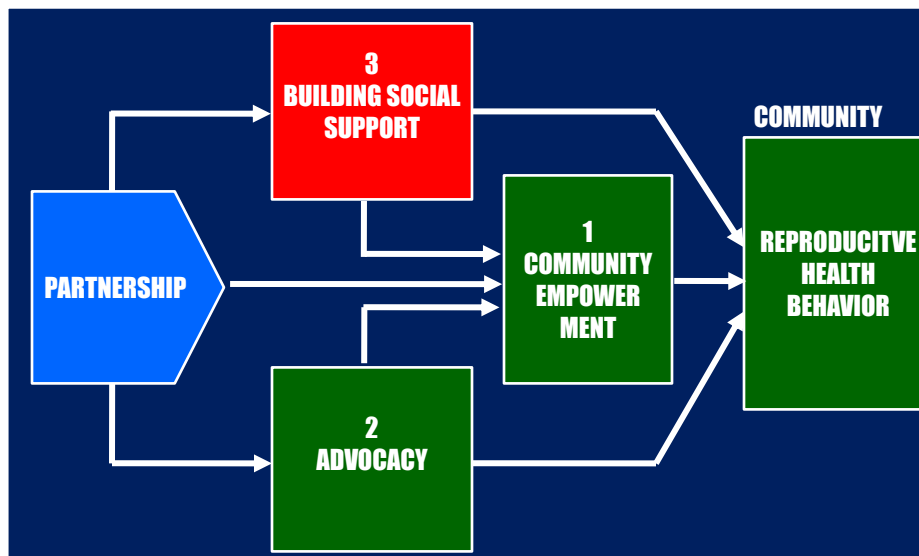 3
BUILDING SOCIAL
SUPPORT
COMMUNITY
PARTNERSHIP
1
COMMUNITY
EMPOWER
MENT
REPRODUCITVE
HEALTH
BEHAVIOR
2
ADVOCACY